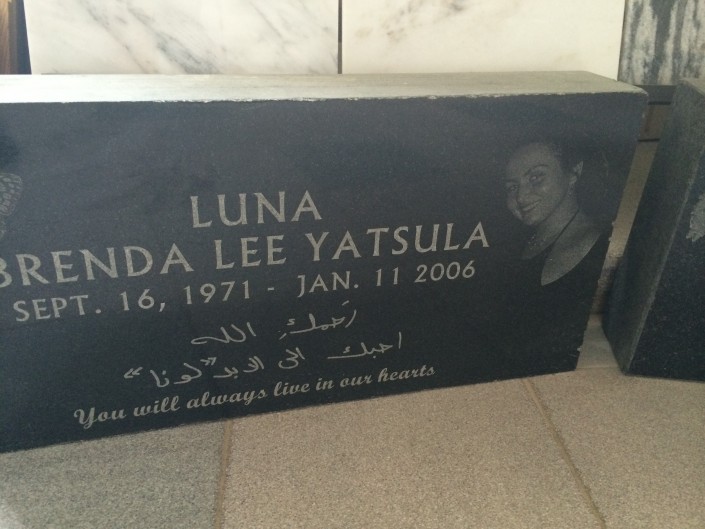 LUNA
BRENDA LEE YATSULA
SEPT. 16, 1971 - JAN. 11 2006
رَحمكِ الله
احبك الى الابد "لونا"
You will always live in our hearts